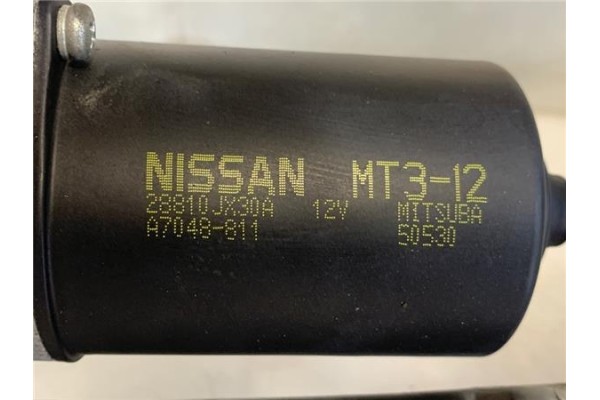 NISSAN MT3-12
28810JX30A 12V MITSUBA
A7048-811 50530